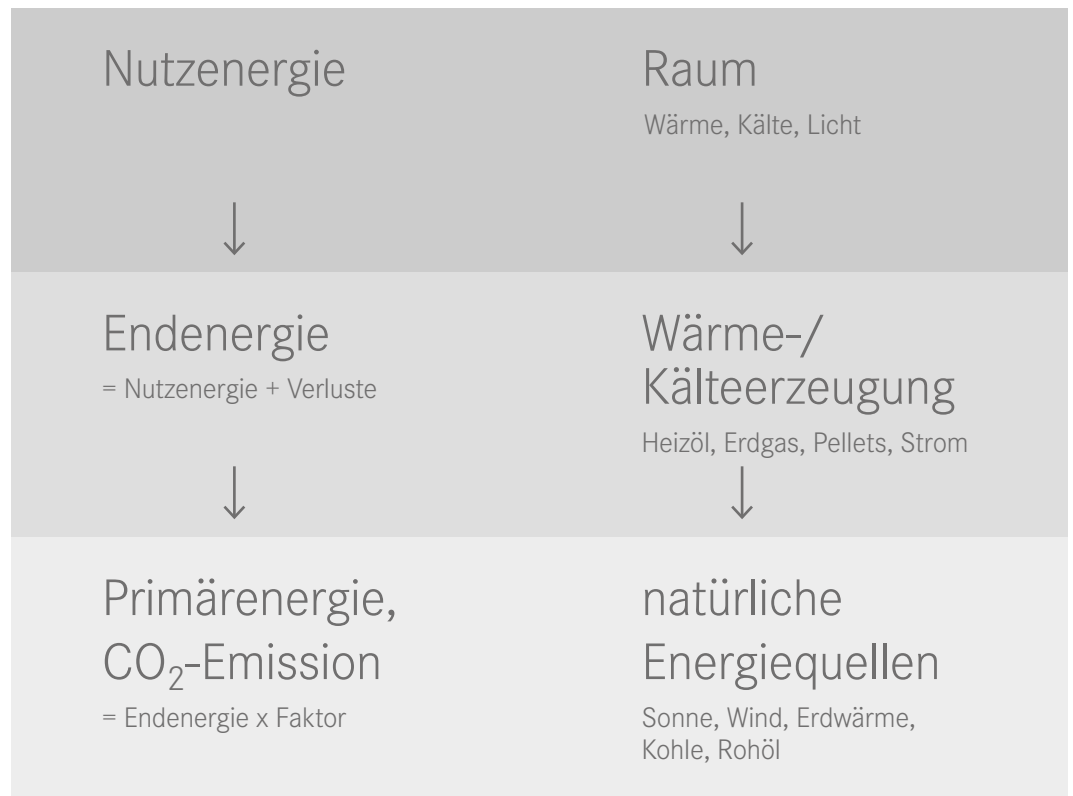 Nutzenergie
Raum
Wärme, Kälte, Licht
Endenergie
= Nutzenergie + Verluste
Wärme-/
Kälteerzeugung
Heizöl, Erdgas, Pellets, Strom
Primärenergie,
CO₂-Emission
= Endenergie x Faktor
natürliche
Energiequellen
Sonne, Wind, Erdwärme,
Kohle, Rohöl